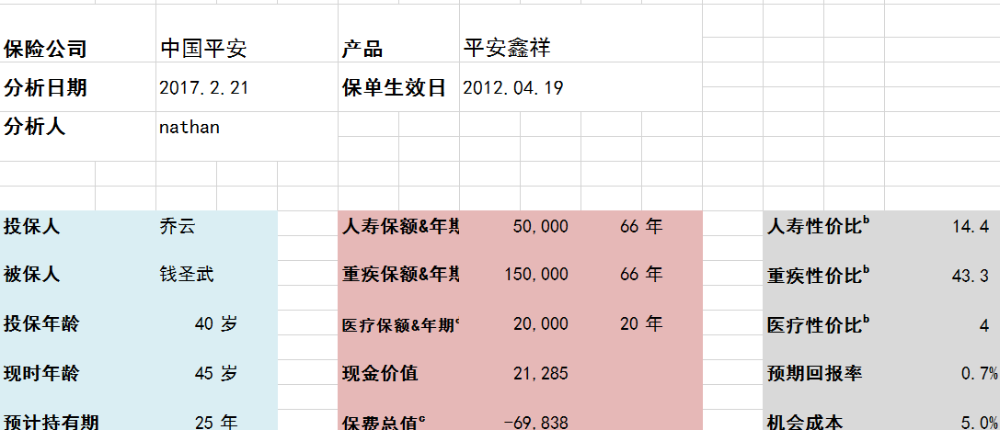 保险公司 中国平安 产品 平安鑫祥
分析日期 2017.2.21 保单生效日 2012.04.19
分析人 nathan
投保人 乔云 人寿保额&年期 50,000 66 年 人寿性价比b 14.4
被保人 钱圣武 重疾保额&年期 150,000 66 年 重疾性价比b 43.3
投保年龄 40 岁 医疗保额&年期d 20,000 20 年 医疗性价比b 4
现时年龄 45 岁 现金价值 21,285 预期回报率 0.7%
预计持有期 25 年 保费总值c -69,838 机会成本 5.0%